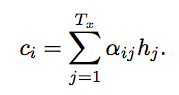 $c_i = \sum_{j=1}^{T_x} \alpha_{ij} h_j.$